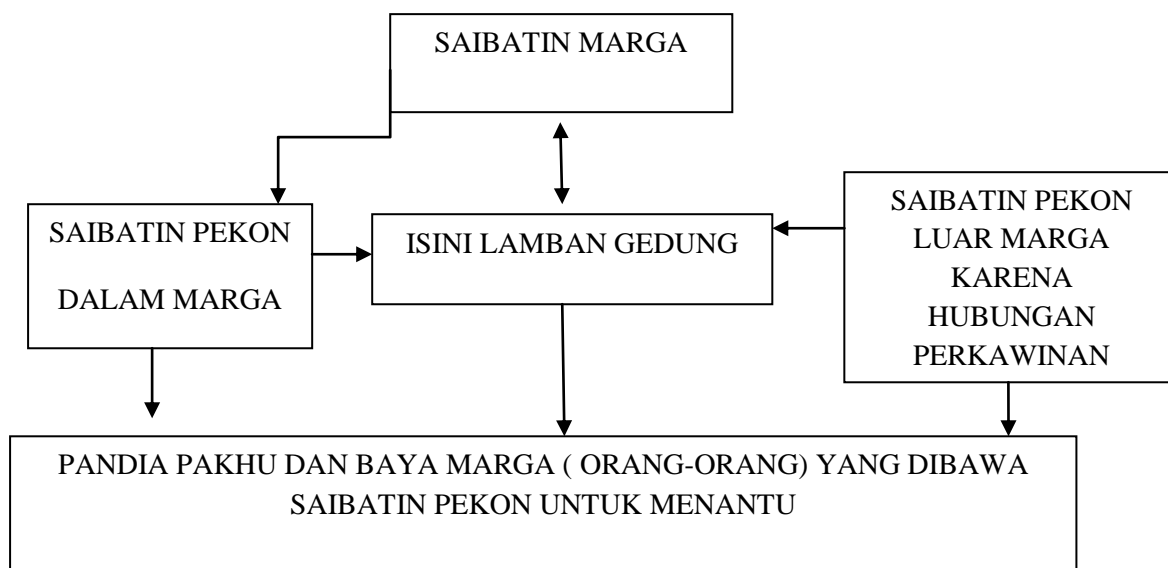 SAIBATIN MARGA
SAIBATIN PEKON
DALAM MARGA
ISINI LAMBAN GEDUNG
SAIBATIN PEKON
LUAR MARGA
KARENA
HUBUNGAN
PERKAWINAN
PANDIA PAKHU DAN BAYA MARGA ( ORANG-ORANG) YANG DIBAWA
SAIBATIN PEKON UNTUK MENANTU